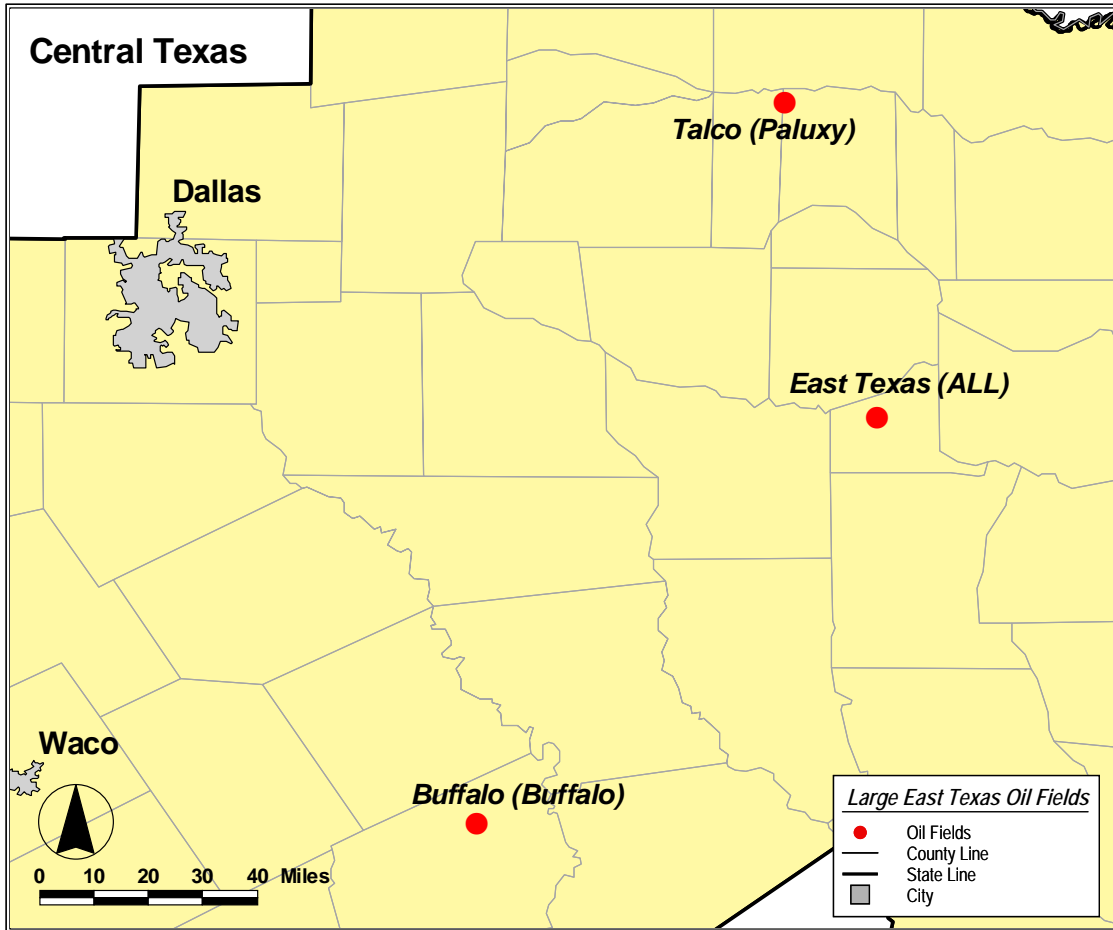 Central Texas
Talco (Paluxy)
Dallas
East Texas (ALL)
Waco
Buffalo (Buffalo)
0 10 20 30 40 Miles
Large East Texas Oil Fields
Oil Fields
County Line
State Line
City